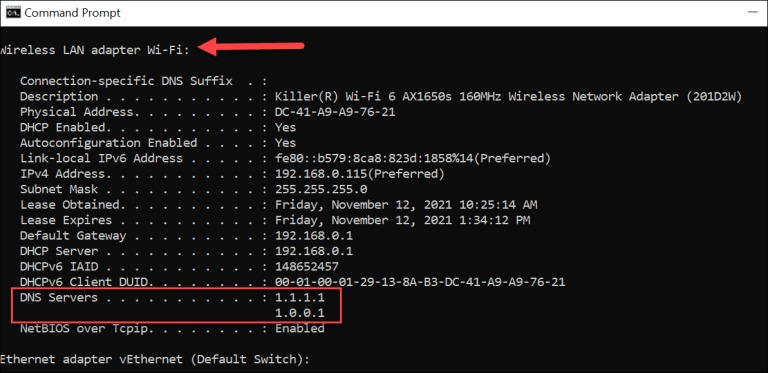 Command Prompt
Wireless LAN adapter Wi-Fi:
Connection-specific DNS Suffix . :
Description . . . . . . . . . . . : Killer(R) Wi-Fi 6 AX1650s 160MHz Wireless Network Adapter (201D2W)
Physical Address. . . . . . . . . : DC-41-A9-A9-76-21
DHCP Enabled. . . . . . . . . . . : Yes
Autoconfiguration Enabled . . . . : Yes
Link-local IPv6 Address . . . . . : fe80::b579:8ca8:823d:1858%14(Preferred)
IPv4 Address. . . . . . . . . . . : 192.168.0.115(Preferred)
Subnet Mask . . . . . . . . . . . : 255.255.255.0
Lease Obtained. . . . . . . . . . : Friday, November 12, 2021 10:25:14 AM
Lease Expires . . . . . . . . . . : Friday, November 12, 2021 1:34:12 PM
Default Gateway . . . . . . . . . : 192.168.0.1
DHCP Server . . . . . . . . . . . : 192.168.0.1
DHCPv6 IAID . . . . . . . . . . . : 148652457
DHCPv6 Client DUID. . . . . . . . : 00-01-00-01-29-13-8A-B3-DC-41-A9-A9-76-21
DNS Servers . . . . . . . . . . . : 1.1.1.1
1.0.0.1
NetBIOS over Tcpip. . . . . . . . : Enabled
Ethernet adapter vEthernet (Default Switch):